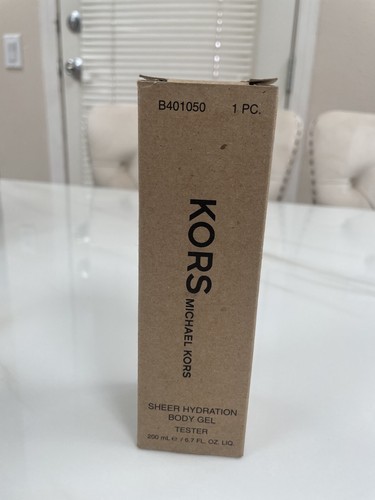 B401050 1 PC.
KORS
MICHAEL KORS
SHEER HYDRATION
BODY GEL
TESTER
200 mL ℮ / 6.7 FL. OZ. LIQ.